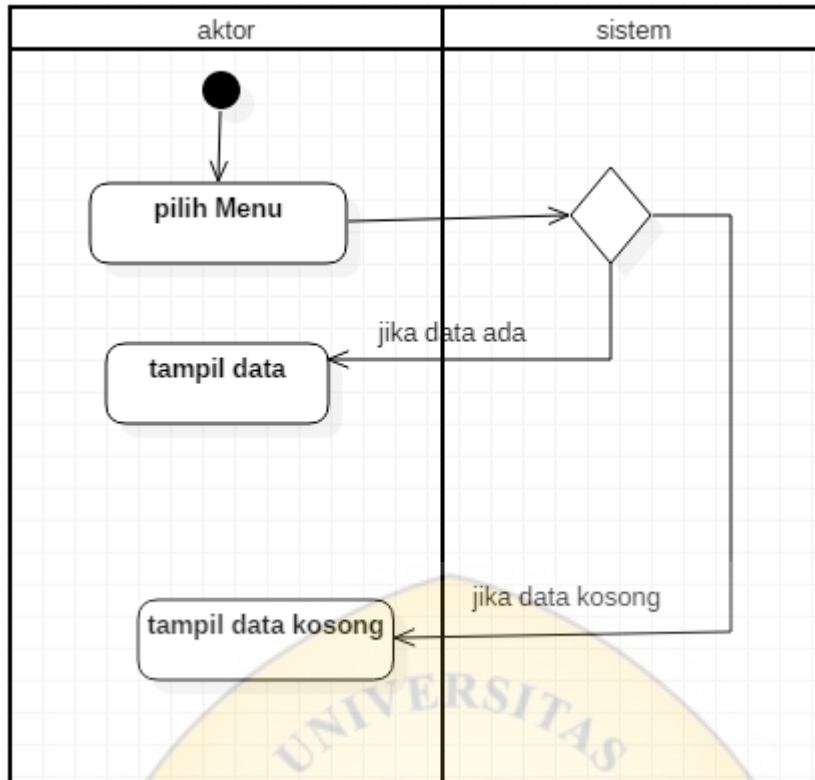 aktor
sistem
pilih Menu
jika data ada
tampil data
jika data kosong
tampil data kosong
UNIVERSITAS